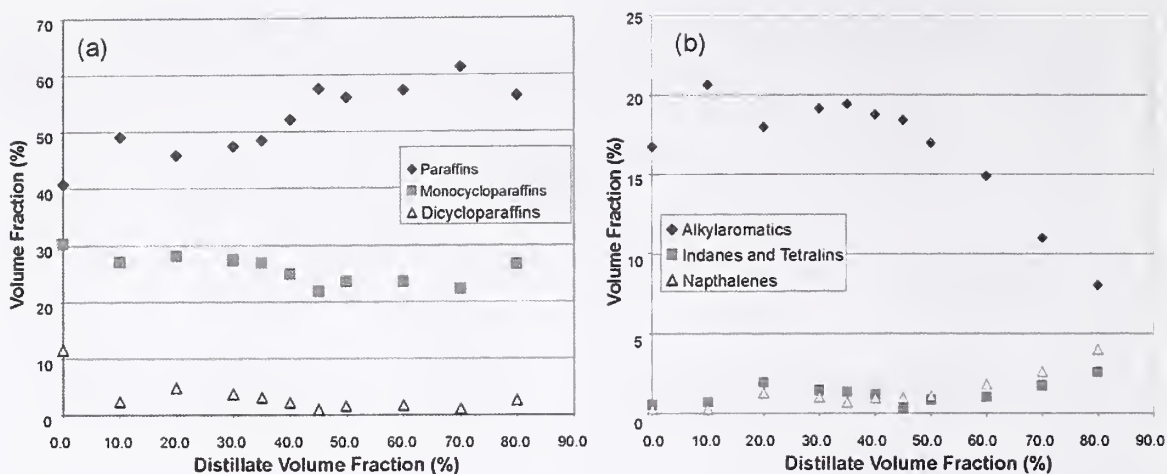 (a)
Volume Fraction (%)
70
60
50
40
30
20
10
0
Paraffins
Monocycloparaffins
Dicycloparaffins
0.0 10.0 20.0 30.0 40.0 50.0 60.0 70.0 80.0 90.0
Distillate Volume Fraction (%)
(b)
Volume Fraction (%)
25
20
15
10
5
0
Alkylaromatics
Indanes and Tetralins
Napthalenes
0.0 10.0 20.0 30.0 40.0 50.0 60.0 70.0 80.0 90.0
Distillate Volume Fraction (%)